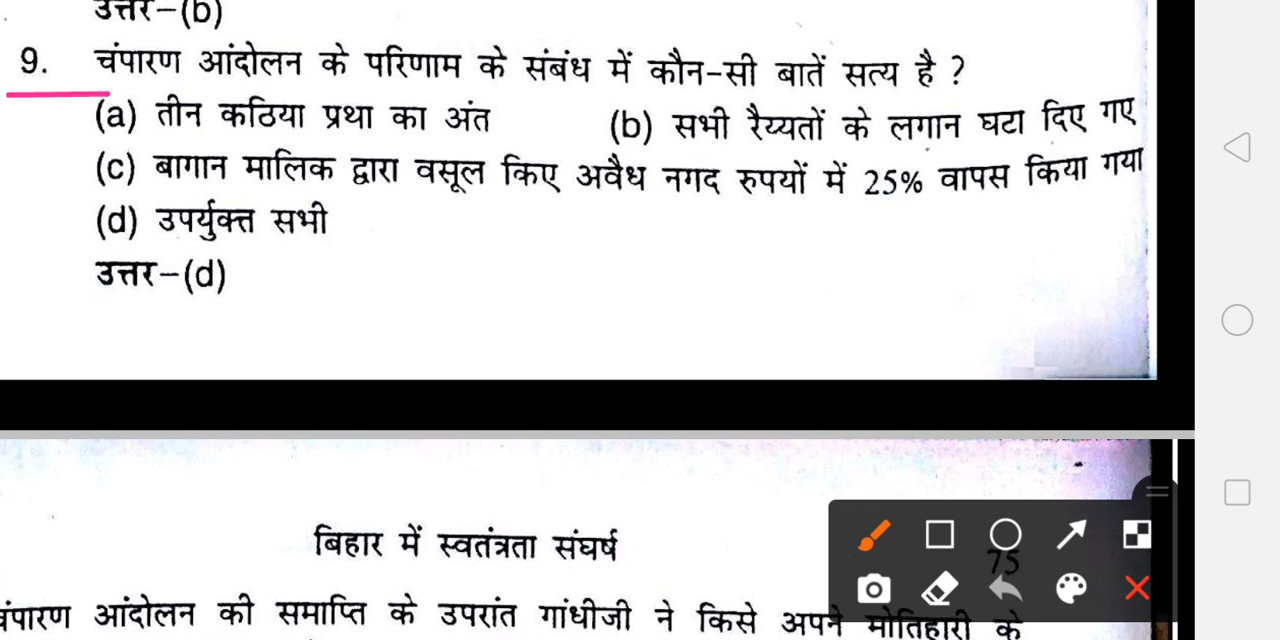 उत्तर–(b)
9. चंपारण आंदोलन के परिणाम के संबंध में कौन-सी बातें सत्य है ?
(a) तीन कठिया प्रथा का अंत (b) सभी रैय्यतों के लगान घटा दिए गए
(c) बागान मालिक द्वारा वसूल किए अवैध नगद रुपयों में 25% वापस किया गया
(d) उपर्युक्त सभी
उत्तर–(d)
बिहार में स्वतंत्रता संघर्ष
75
चंपारण आंदोलन की समाप्ति के उपरांत गांधीजी ने किसे अपने मोतिहारी के